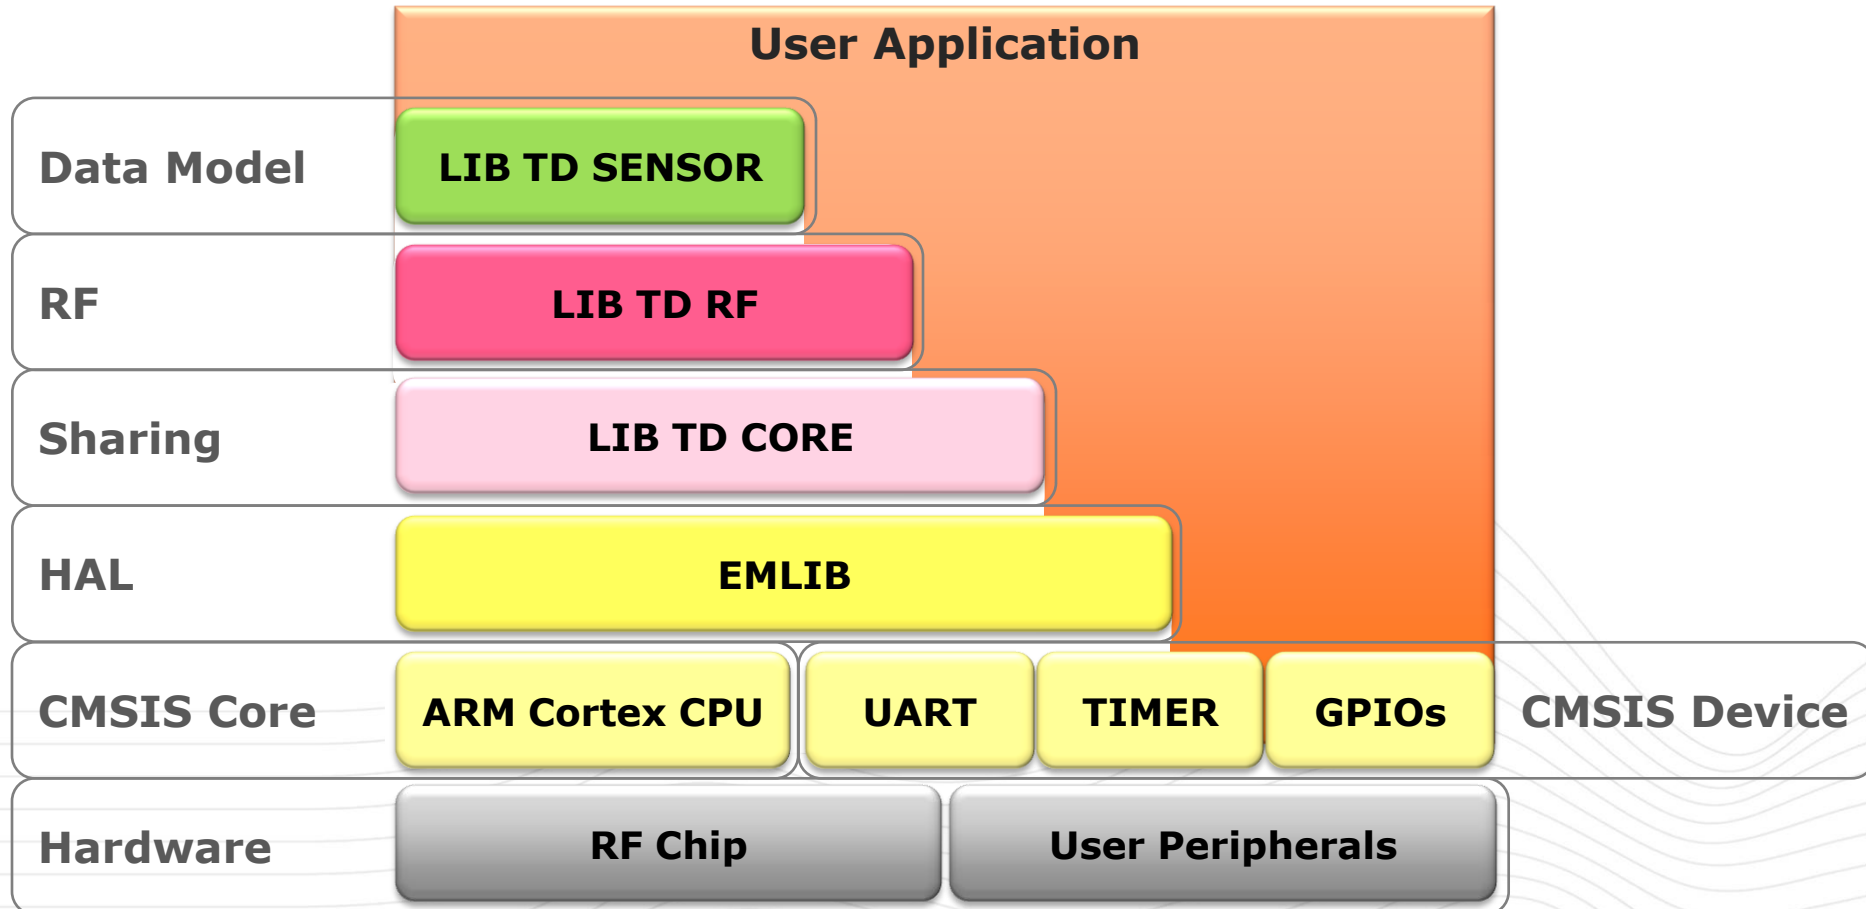 User Application
Data Model
LIB TD SENSOR
RF
LIB TD RF
Sharing
LIB TD CORE
HAL
EMLIB
CMSIS Core
ARM Cortex CPU
UART
TIMER
GPIOs
CMSIS Device
Hardware
RF Chip
User Peripherals